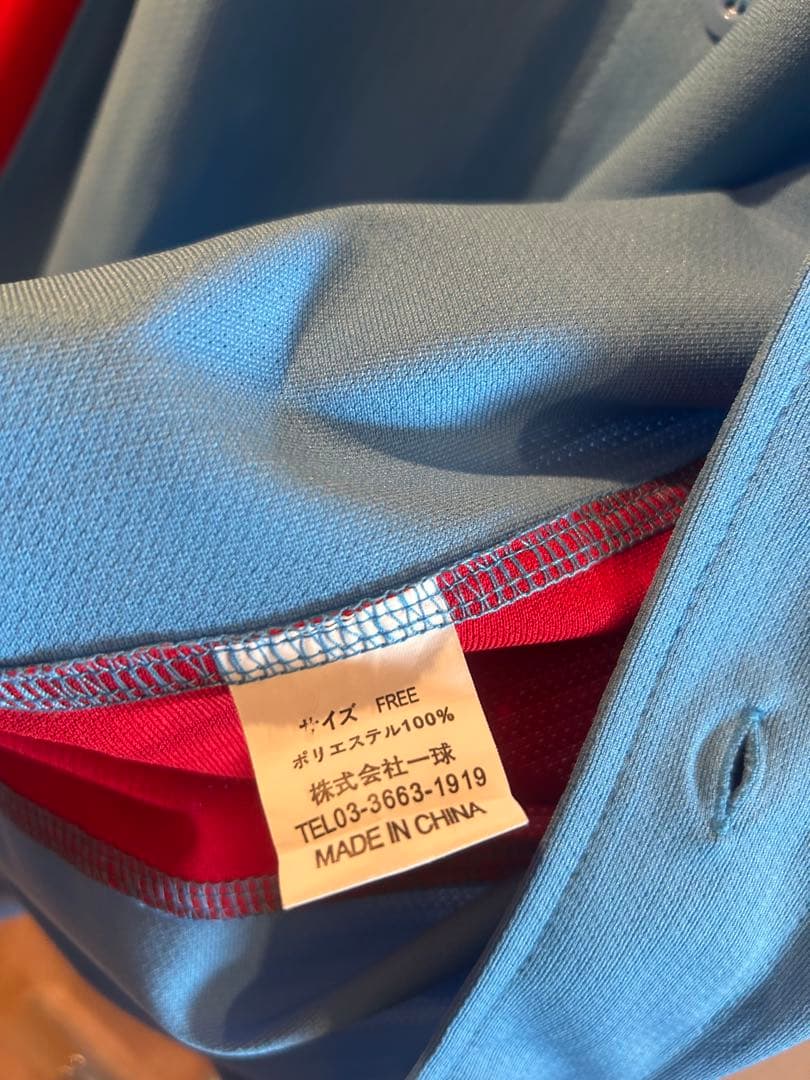 サイズ FREE
ポリエステル100%
株式会社一球
TEL03-3663-1919
MADE IN CHINA